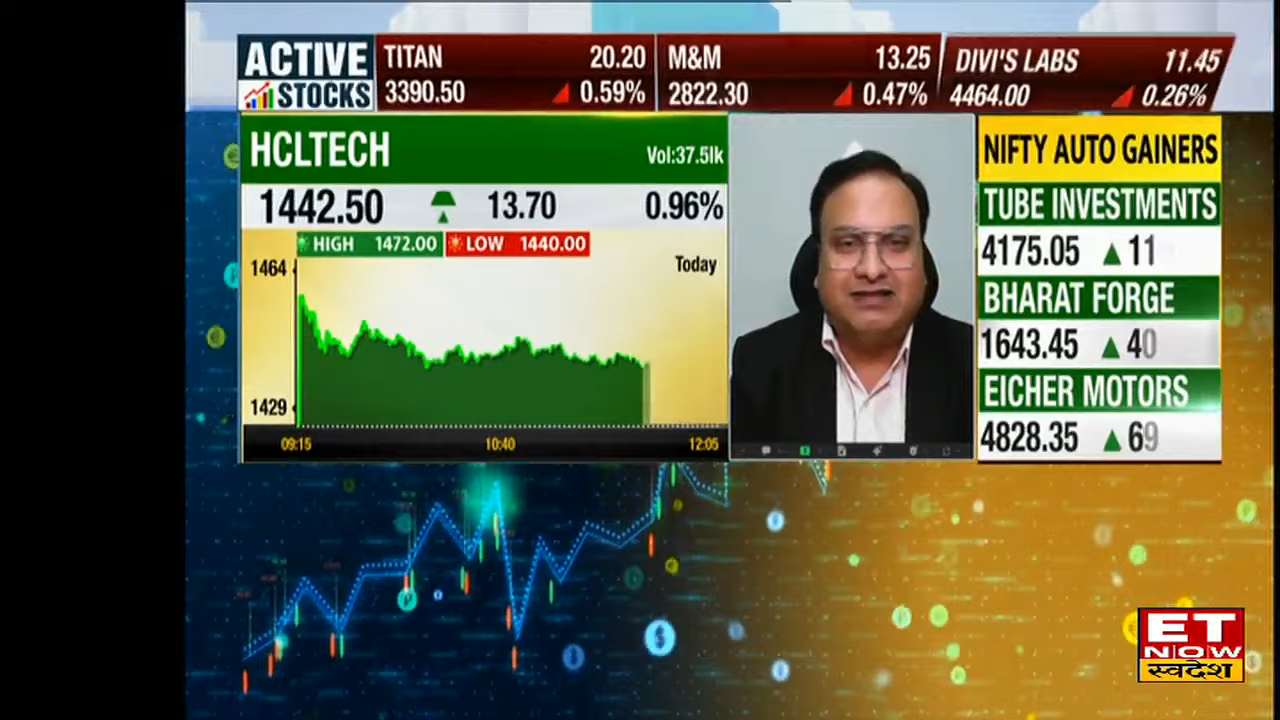 ACTIVE
STOCKS
TITAN 20.20
3390.50 0.59%
M&M 13.25
2822.30 0.47%
DIVI'S LABS 11.45
4464.00 0.26%
HCLTECH Vol:37.5lk
1442.50 13.70 0.96%
HIGH 1472.00 LOW 1440.00
Today
1464
1429
09:15 10:40 12:05
NIFTY AUTO GAINERS
TUBE INVESTMENTS
4175.05 11
BHARAT FORGE
1643.45 40
EICHER MOTORS
4828.35 69
ET
NOW
स्वदेश